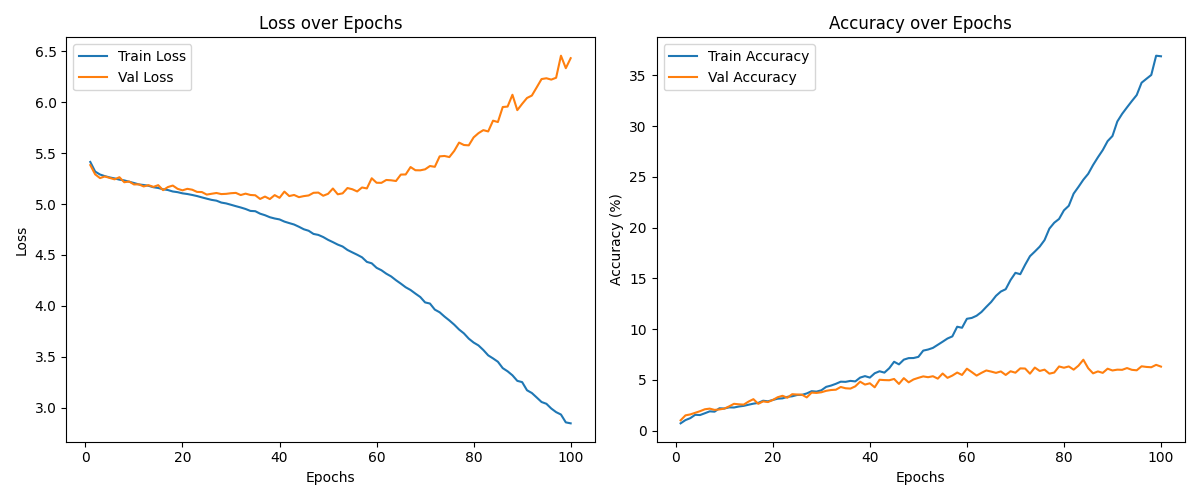 Loss over Epochs
Train Loss
Val Loss
6.5
6.0
5.5
5.0
4.5
4.0
3.5
3.0
Loss
0 20 40 60 80 100
Epochs
Accuracy over Epochs
Train Accuracy
Val Accuracy
35
30
25
20
15
10
5
0
Accuracy (%)
0 20 40 60 80 100
Epochs